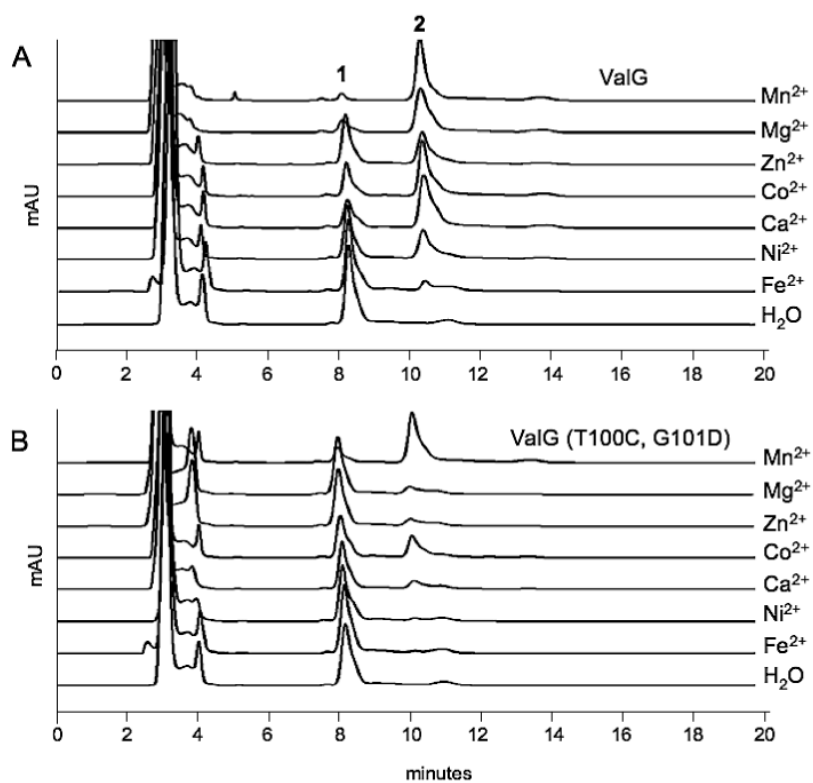 A
1
2
ValG
Mn²⁺
Mg²⁺
Zn²⁺
Co²⁺
Ca²⁺
Ni²⁺
Fe²⁺
H₂O
mAU
0 2 4 6 8 10 12 14 16 18 20
B
ValG (T100C, G101D)
Mn²⁺
Mg²⁺
Zn²⁺
Co²⁺
Ca²⁺
Ni²⁺
Fe²⁺
H₂O
mAU
0 2 4 6 8 10 12 14 16 18 20
minutes